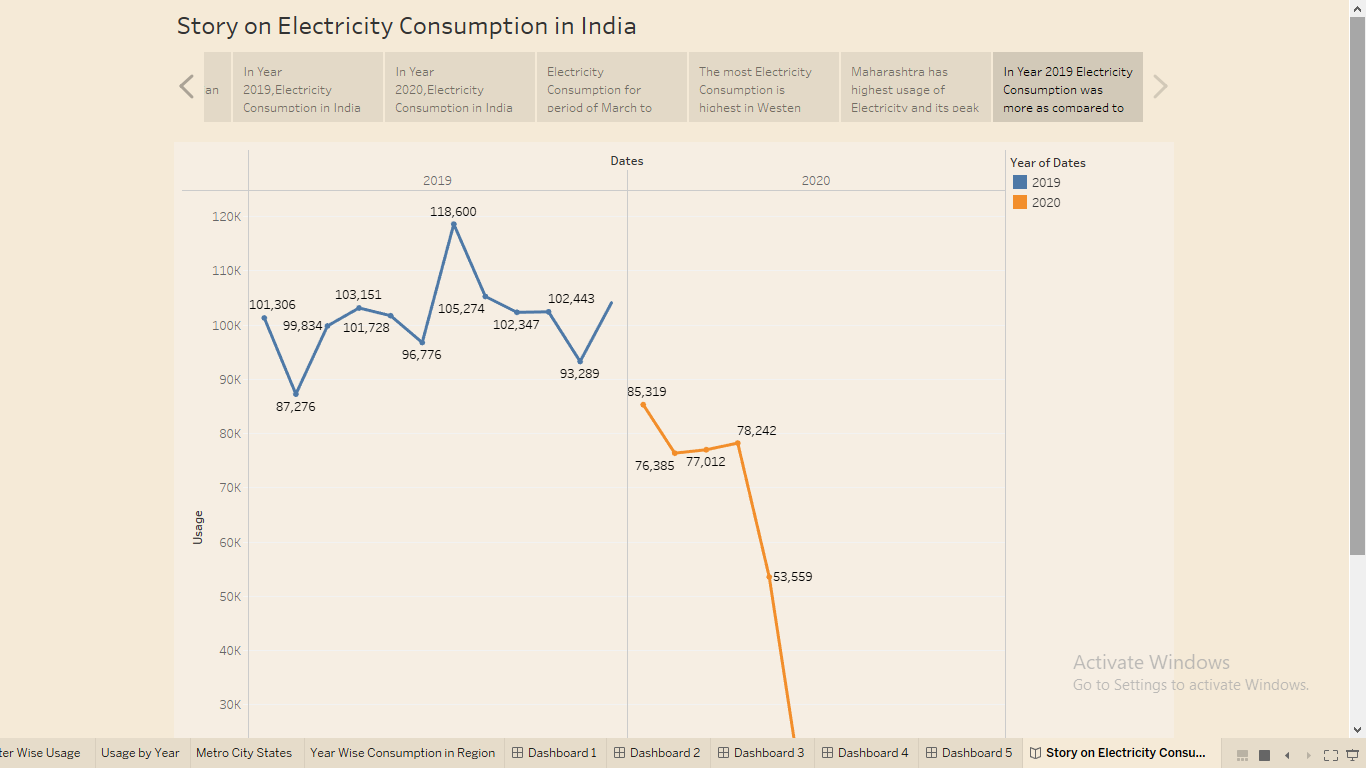 Story on Electricity Consumption in India
an
In Year
2019,Electricity
Consumption in India
In Year
2020,Electricity
Consumption in India
Electricity
Consumption for
period of March to
The most Electricity
Consumption is
highest in Westen
Maharashtra has
highest usage of
Electricity and its peak
In Year 2019 Electricity
Consumption was
more as compared to
Dates
2019
2020
Year of Dates
2019
2020
120K
110K
100K
90K
80K
70K
60K
50K
40K
30K
Usage
101,306
87,276
99,834
103,151
101,728
96,776
118,600
105,274
102,347
102,443
93,289
85,319
76,385
77,012
78,242
53,559
Activate Windows
Go to Settings to activate Windows.
ter Wise Usage
Usage by Year
Metro City States
Year Wise Consumption in Region
Dashboard 1
Dashboard 2
Dashboard 3
Dashboard 4
Dashboard 5
Story on Electricity Consu...